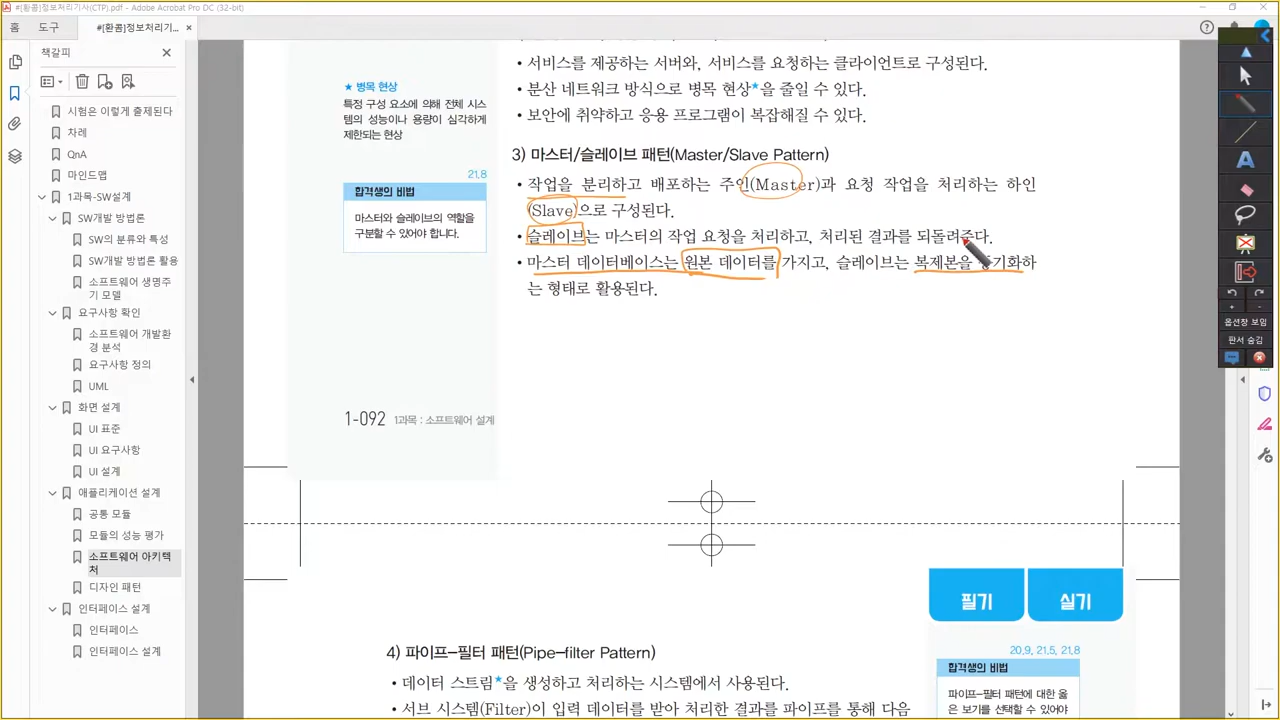 #[환콤]정보처리기사(CTP).pdf - Adobe Acrobat Pro DC (32-bit)
홈
도구
#[환콤]정보처리기... ×
책갈피
시험은 이렇게 출제된다
차례
QnA
마인드맵
1과목-SW설계
SW개발 방법론
SW의 분류와 특성
SW개발 방법론 활용
소프트웨어 생명주
기 모델
요구사항 확인
소프트웨어 개발환
경 분석
요구사항 정의
UML
화면 설계
UI 표준
UI 요구사항
UI 설계
애플리케이션 설계
공통 모듈
모듈의 성능 평가
소프트웨어 아키텍
처
디자인 패턴
인터페이스 설계
인터페이스
인터페이스 설계
★ 병목 현상
특정 구성 요소에 의해 전체 시스
템의 성능이나 용량이 심각하게
제한되는 현상
21.8
합격생의 비법
마스터와 슬레이브의 역할을
구분할 수 있어야 합니다.
• 서비스를 제공하는 서버와, 서비스를 요청하는 클라이언트로 구성된다.
• 분산 네트워크 방식으로 병목 현상★을 줄일 수 있다.
• 보안에 취약하고 응용 프로그램이 복잡해질 수 있다.
3) 마스터/슬레이브 패턴(Master/Slave Pattern)
• 작업을 분리하고 배포하는 주인(Master)과 요청 작업을 처리하는 하인
(Slave)으로 구성된다.
• 슬레이브는 마스터의 작업 요청을 처리하고, 처리된 결과를 되돌려준다.
• 마스터 데이터베이스는 원본 데이터를 가지고, 슬레이브는 복제본을 동기화하
는 형태로 활용된다.
1-092 1과목 : 소프트웨어 설계
필기
실기
4) 파이프-필터 패턴(Pipe-filter Pattern)
• 데이터 스트림★을 생성하고 처리하는 시스템에서 사용된다.
• 서브 시스템(Filter)이 입력 데이터를 받아 처리한 결과를 파이프를 통해 다음
20.9, 21.5, 21.8
합격생의 비법
파이프-필터 패턴에 대한 옳
은 보기를 선택할 수 있어야
옵션창 보임
판서 숨김